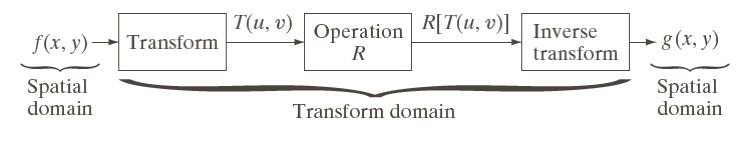 f(x, y)
Transform
T(u, v)
Operation
R
R[T(u, v)]
Inverse
transform
g(x, y)
Spatial
domain
Transform domain
Spatial
domain